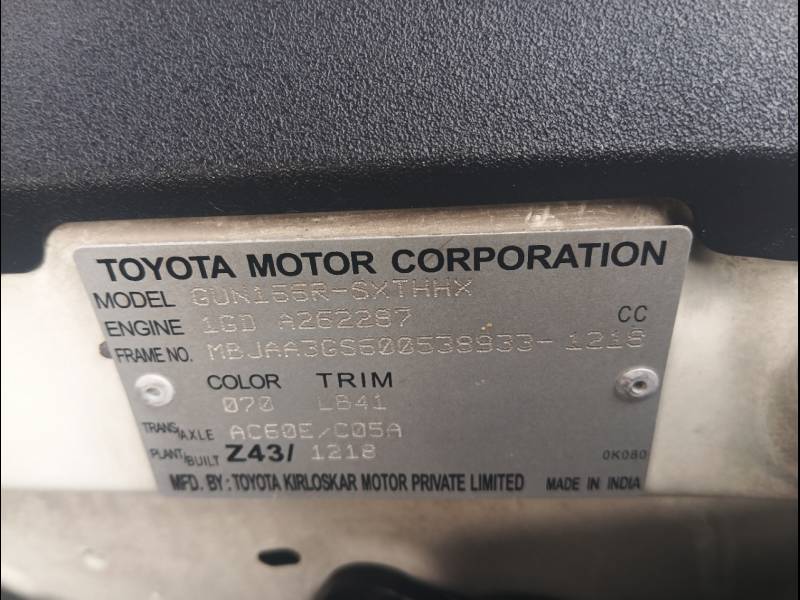 TOYOTA MOTOR CORPORATION
MODEL GUN156R-SXTHHX
ENGINE 1GD A262287 CC
FRAME NO. MBJAA3GS600538933-1218
COLOR TRIM
070 LB41
TRANS/AXLE AC60E/C05A
PLANT/BUILT Z43/ 1218 0K080
MFD. BY: TOYOTA KIRLOSKAR MOTOR PRIVATE LIMITED MADE IN INDIA